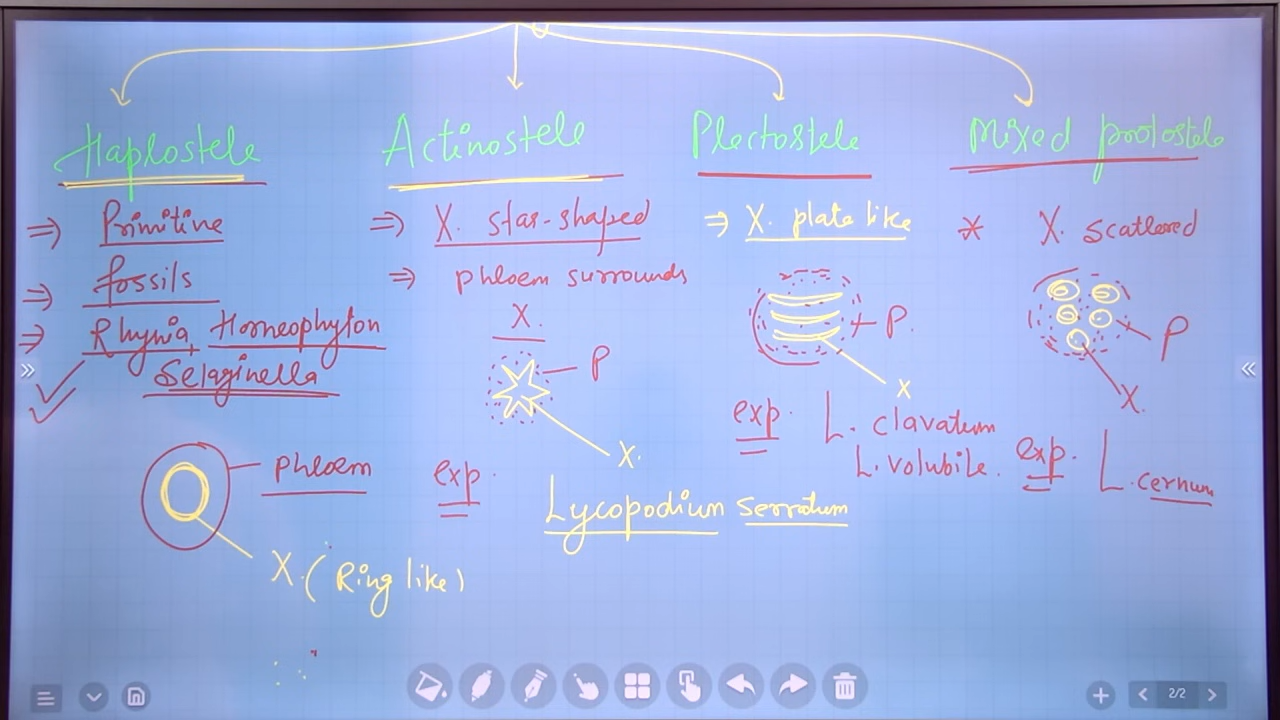 Haplostele
⇒ Primitive
⇒ fossils
⇒ Rhynia, Horneophyton
Selaginella
phloem
X. (Ring like)
Actinostele
⇒ X. star-shaped
⇒ phloem surrounds
X.
P
X.
exp.
Lycopodium serratum
Plectostele
⇒ X. plate like
P.
X
exp. L. clavatum
L. volubile.
Mixed protostele
* X. scattered
P
X.
exp. L. cernum
2/2